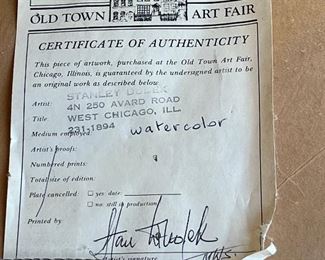 OLD TOWN ART FAIR
CERTIFICATE OF AUTHENTICITY
This piece of artwork, purchased at the Old Town Art Fair,
Chicago, Illinois, is guaranteed by the undersigned artist to be
an original work as described below.
Artist: STANLEY
4N 250 AVARD ROAD
Title: WEST CHICAGO, ILL
231-1894
Medium employed: watercolor
Artist's proofs:
Numbered prints:
Total size of edition:
Plate cancelled: ☐ yes date:
☐ no, still in production
Printed by
Stan
Artist's signature